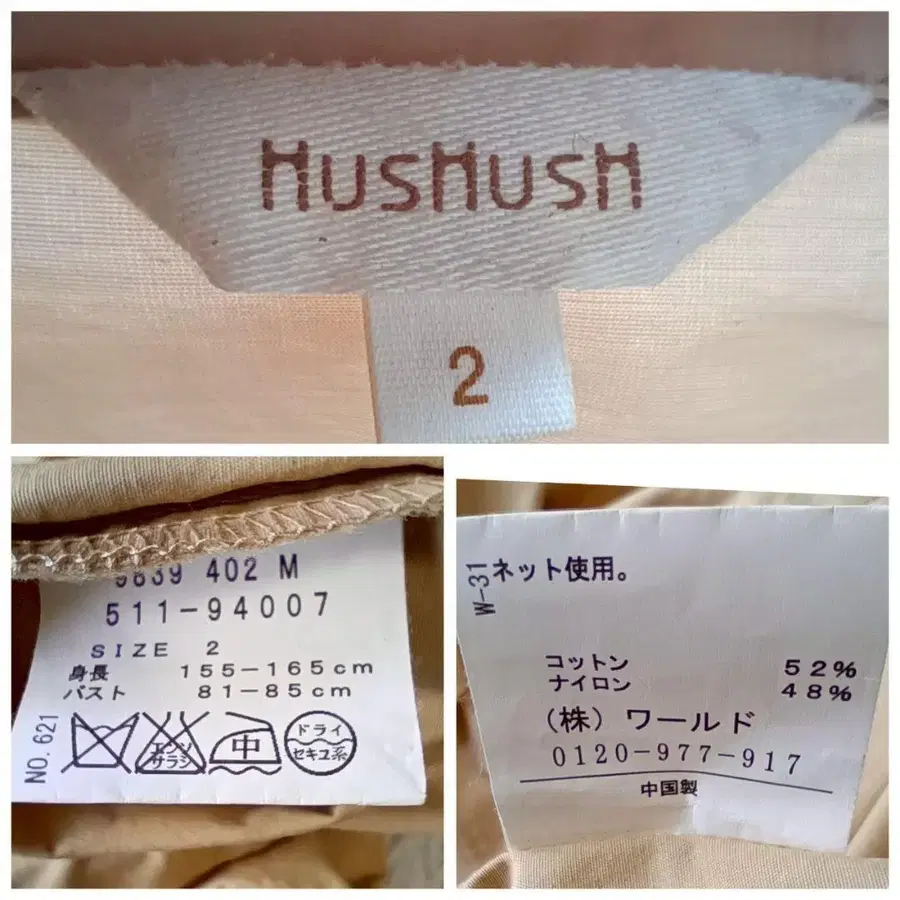 HUSHUSH
2
9639 402 M
511-94007
SIZE 2
身長 155-165cm
バスト 81-85cm
NO. 621
エンソ
サラシ
中
ドライ
セキユ系
W-31
ネット使用。
コットン 52%
ナイロン 48%
(株) ワールド
0120-977-917
中国製